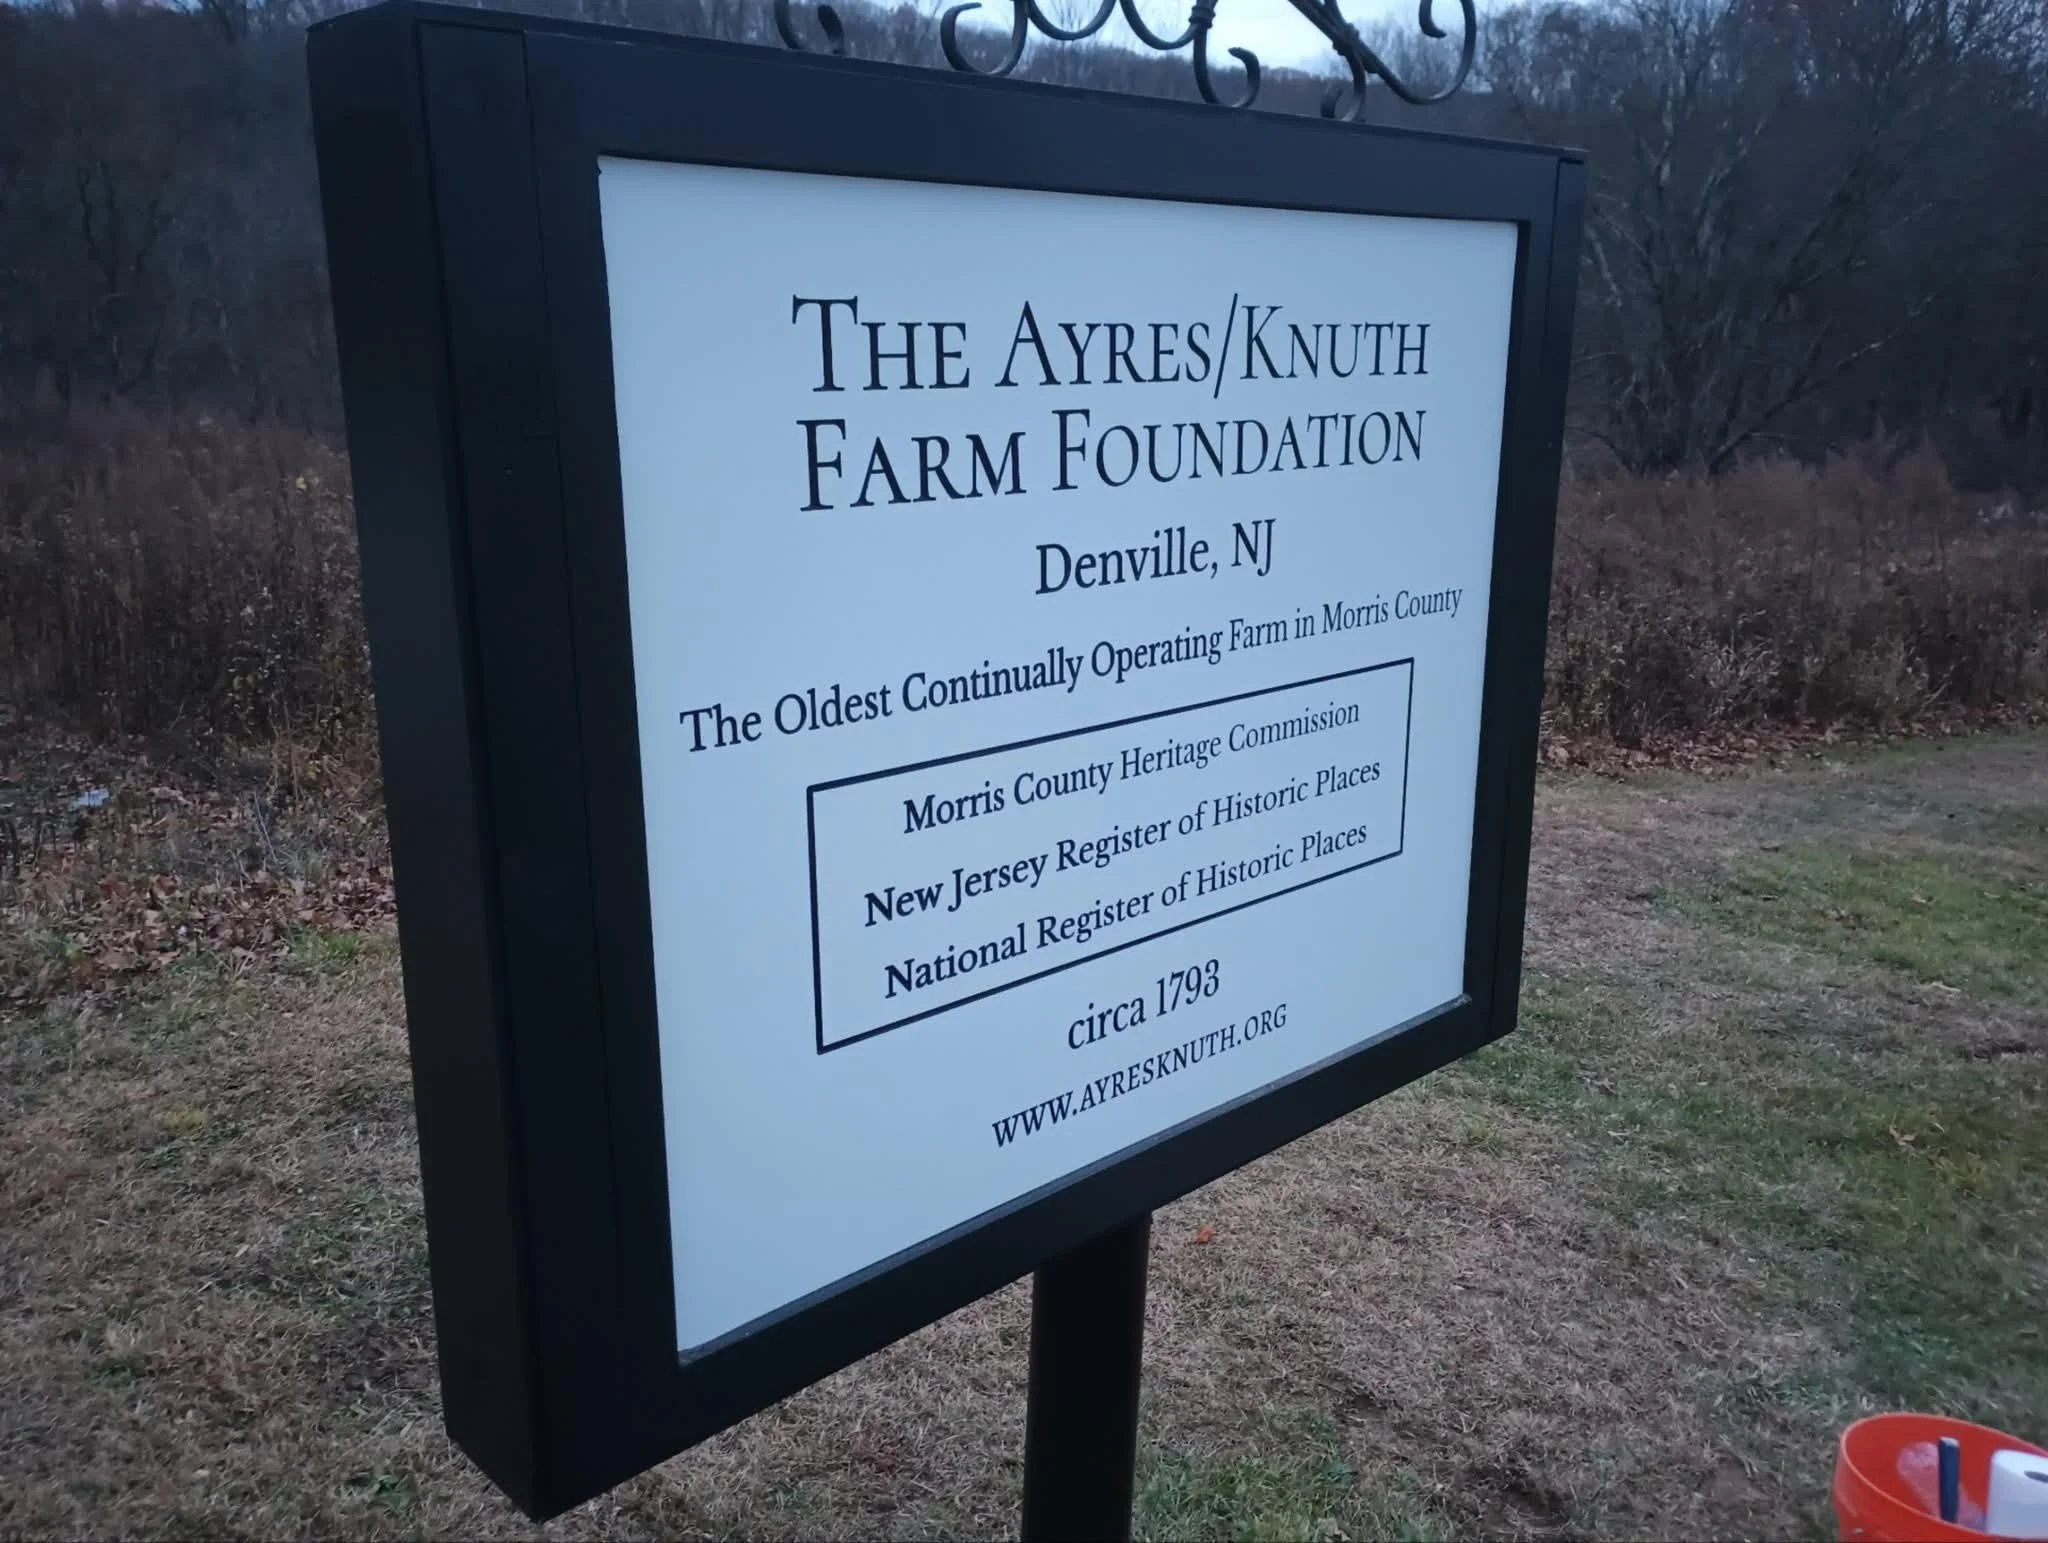 The Ayres/Knuth
Farm Foundation
Denville, NJ
The Oldest Continually Operating Farm in Morris County
Morris County Heritage Commission
New Jersey Register of Historic Places
National Register of Historic Places
circa 1793
www.ayresknuth.org